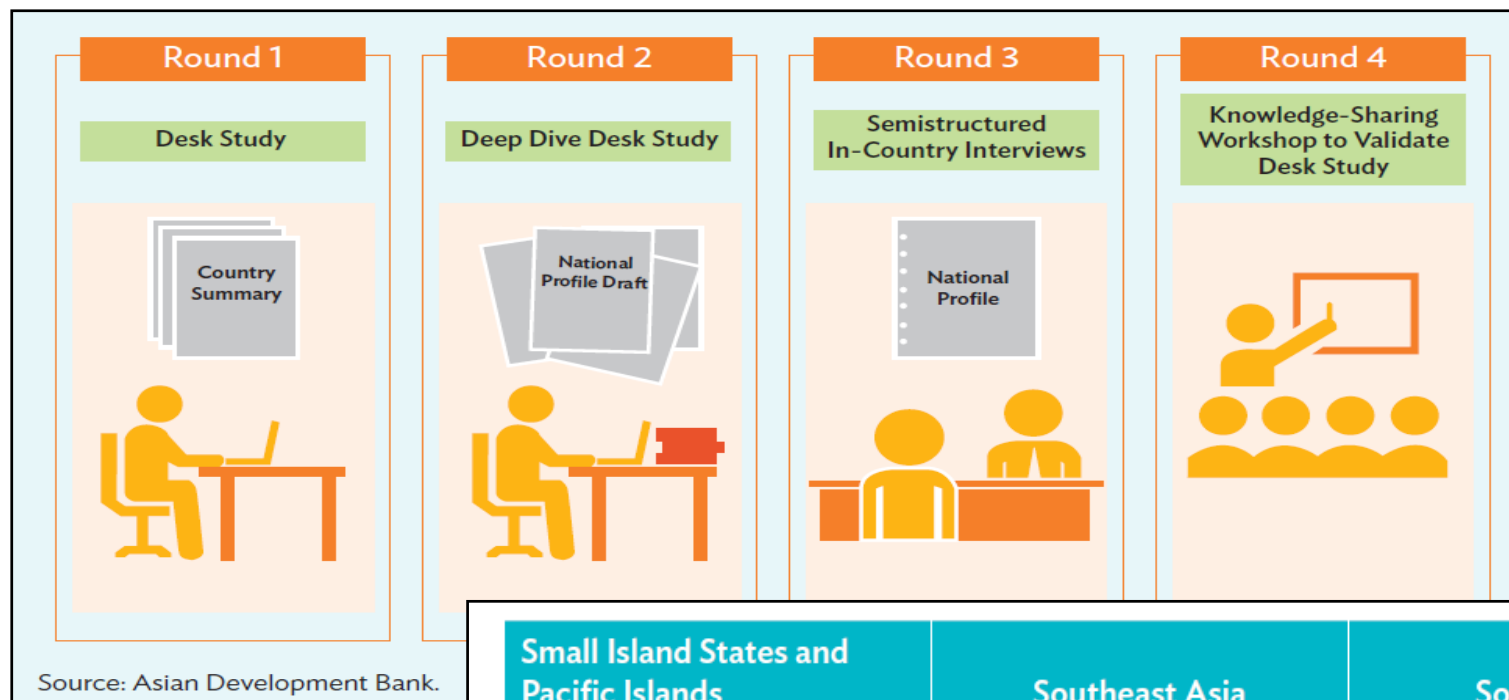 Round 1
Desk Study
Country
Summary
Round 2
Deep Dive Desk Study
National
Profile Draft
Round 3
Semistructured
In-Country Interviews
National
Profile
Round 4
Knowledge-Sharing
Workshop to Validate
Desk Study
Source: Asian Development Bank.
Small Island States and
Pacific Islands
Southeast Asia